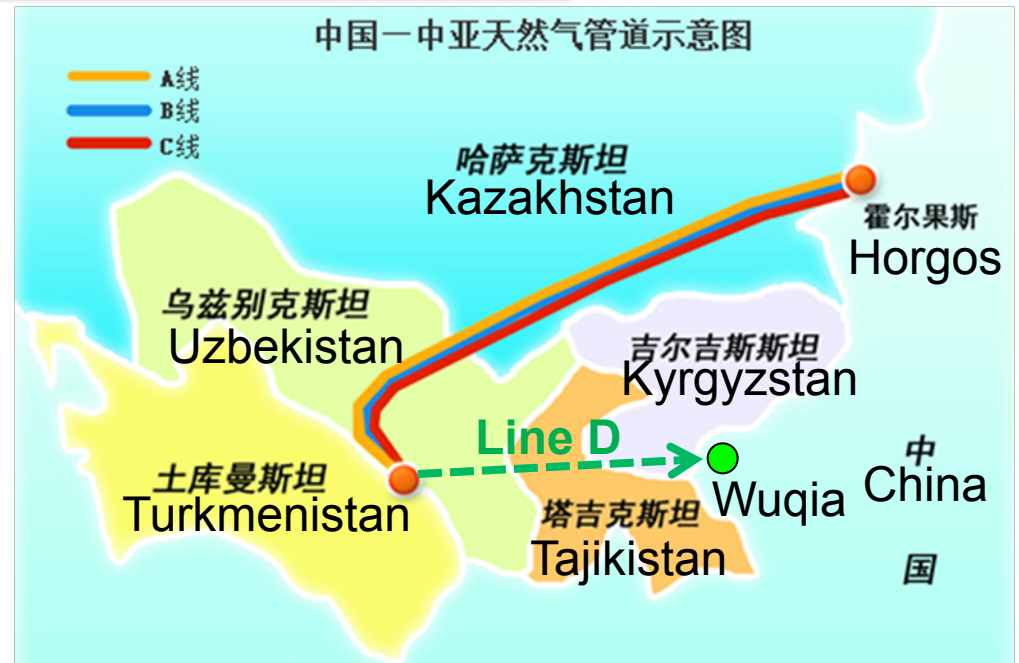 中国－中亚天然气管道示意图
A线
B线
C线
哈萨克斯坦
Kazakhstan
霍尔果斯
Horgos
乌兹别克斯坦
Uzbekistan
吉尔吉斯斯坦
Kyrgyzstan
Line D
中
China
国
土库曼斯坦
Turkmenistan
Wuqia
塔吉克斯坦
Tajikistan